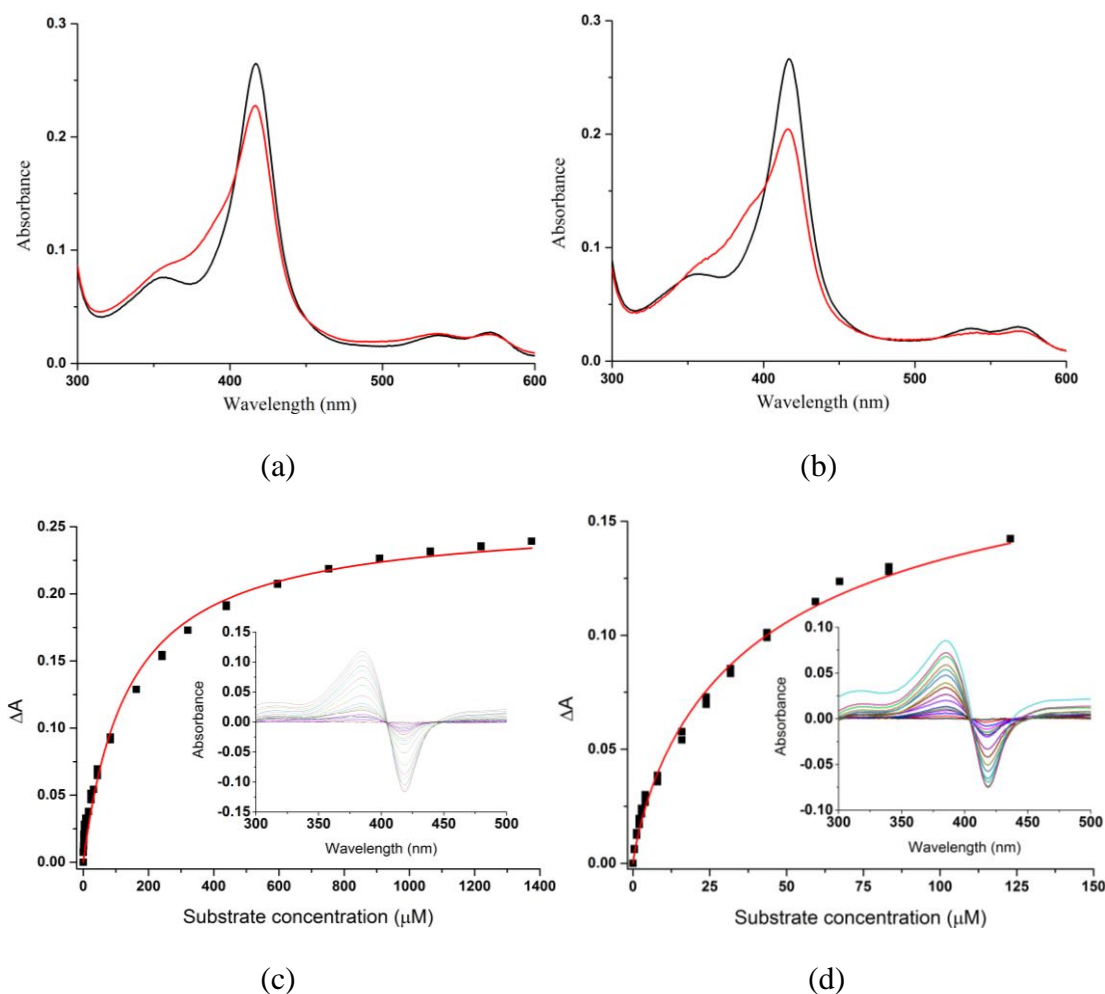 0.3
0.2
0.1
0.0
Absorbance
300 400 500 600
Wavelength (nm)
(a)
0.3
0.2
0.1
0.0
Absorbance
300 400 500 600
Wavelength (nm)
(b)
0.25
0.20
0.15
0.10
0.05
0.00
ΔA
0 200 400 600 800 1000 1200 1400
Substrate concentration (μM)
0.15
0.10
0.05
0.00
-0.05
-0.10
-0.15
Absorbance
300 350 400 450 500
Wavelength (nm)
(c)
0.15
0.10
0.05
0.00
ΔA
0 25 50 75 100 125 150
Substrate concentration (μM)
0.10
0.05
0.00
-0.05
-0.10
Absorbance
300 350 400 450 500
Wavelength (nm)
(d)